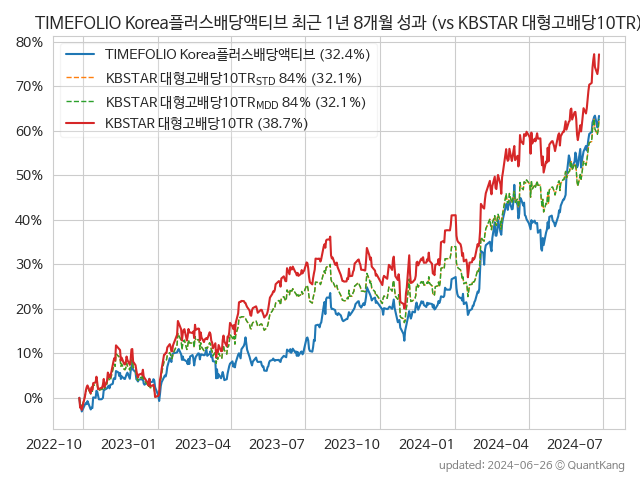 TIMEFOLIO Korea플러스배당액티브 최근 1년 8개월 성과 (vs KBSTAR 대형고배당10TR)
80%
70%
60%
50%
40%
30%
20%
10%
0%
TIMEFOLIO Korea플러스배당액티브 (32.4%)
KBSTAR 대형고배당10TRSTD 84% (32.1%)
KBSTAR 대형고배당10TRMDD 84% (32.1%)
KBSTAR 대형고배당10TR (38.7%)
2022-10 2023-01 2023-04 2023-07 2023-10 2024-01 2024-04 2024-07
updated: 2024-06-26 © QuantKang